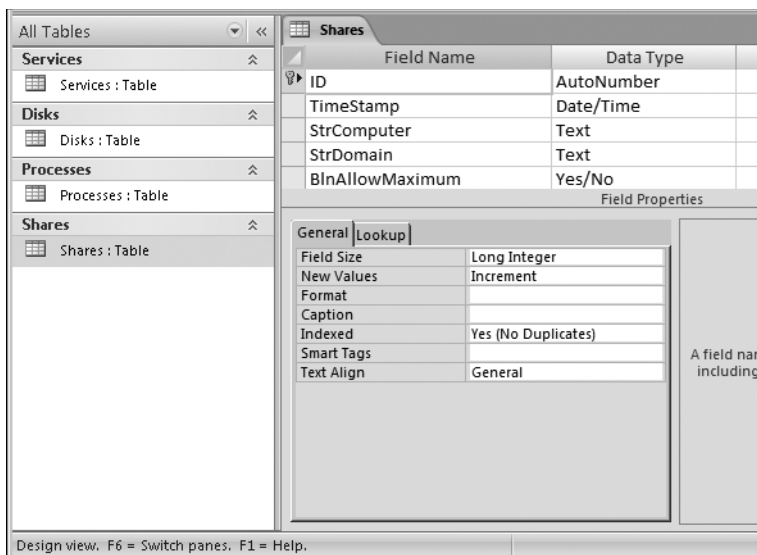 All Tables
Services
Services : Table
Disks
Disks : Table
Processes
Processes : Table
Shares
Shares : Table
Shares
Field Name Data Type
ID AutoNumber
TimeStamp Date/Time
StrComputer Text
StrDomain Text
BlnAllowMaximum Yes/No
Field Properties
General Lookup
Field Size Long Integer
New Values Increment
Format
Caption
Indexed Yes (No Duplicates)
Smart Tags
Text Align General
A field nar
including
Design view. F6 = Switch panes. F1 = Help.